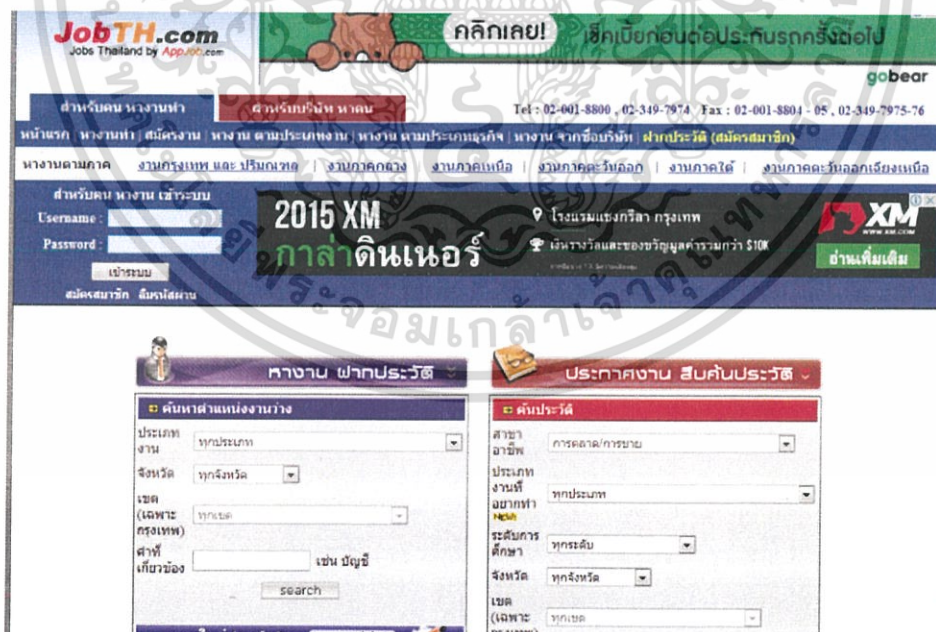 JobTH.com
Jobs Thailand by AppJob.com
คลิกเลย! เช็คเบี้ยก่อนต่อประกันรถครั้งต่อไป
gobear
สำหรับคน หางานทำ
สำหรับบริษัท หาคน
Tel : 02-001-8800 , 02-349-7974 Fax : 02-001-8804 - 05 , 02-349-7975-76
หน้าแรก | หางานทำ | สมัครงาน | หางาน ตามประเภทงาน | หางาน ตามประเภทธุรกิจ | หางาน จากชื่อบริษัท | ฝากประวัติ (สมัครสมาชิก)
หางานตามภาค งานกรุงเทพ และ ปริมณฑล | งานภาคกลาง | งานภาคเหนือ | งานภาคตะวันออก | งานภาคใต้ | งานภาคตะวันออกเฉียงเหนือ
สำหรับคน หางาน เข้าระบบ
Username :
Password :
เข้าระบบ
สมัครสมาชิก ลืมรหัสผ่าน
2015 XM
กาล่าดินเนอร์
โรงแรมแชงกรีลา กรุงเทพ
เงินรางวัลและของขวัญมูลค่ารวมกว่า $10K
XM
WWW.XM.COM
อ่านเพิ่มเติม
พระจอมเกล้าเจ้าคุณทหาร
หางาน ฝากประวัติ
ค้นหาตำแหน่งงานว่าง
ประเภทงาน ทุกประเภท
จังหวัด ทุกจังหวัด
เขต (เฉพาะกรุงเทพ) ทุกเขต
คำที่เกี่ยวข้อง เช่น บัญชี
search
ประกาศงาน สืบค้นประวัติ
ค้นประวัติ
สาขาอาชีพ การตลาด/การขาย
ประเภทงานที่อยากทำ New ทุกประเภท
ระดับการศึกษา ทุกระดับ
จังหวัด ทุกจังหวัด
เขต (เฉพาะกรุงเทพ) ทุกเขต